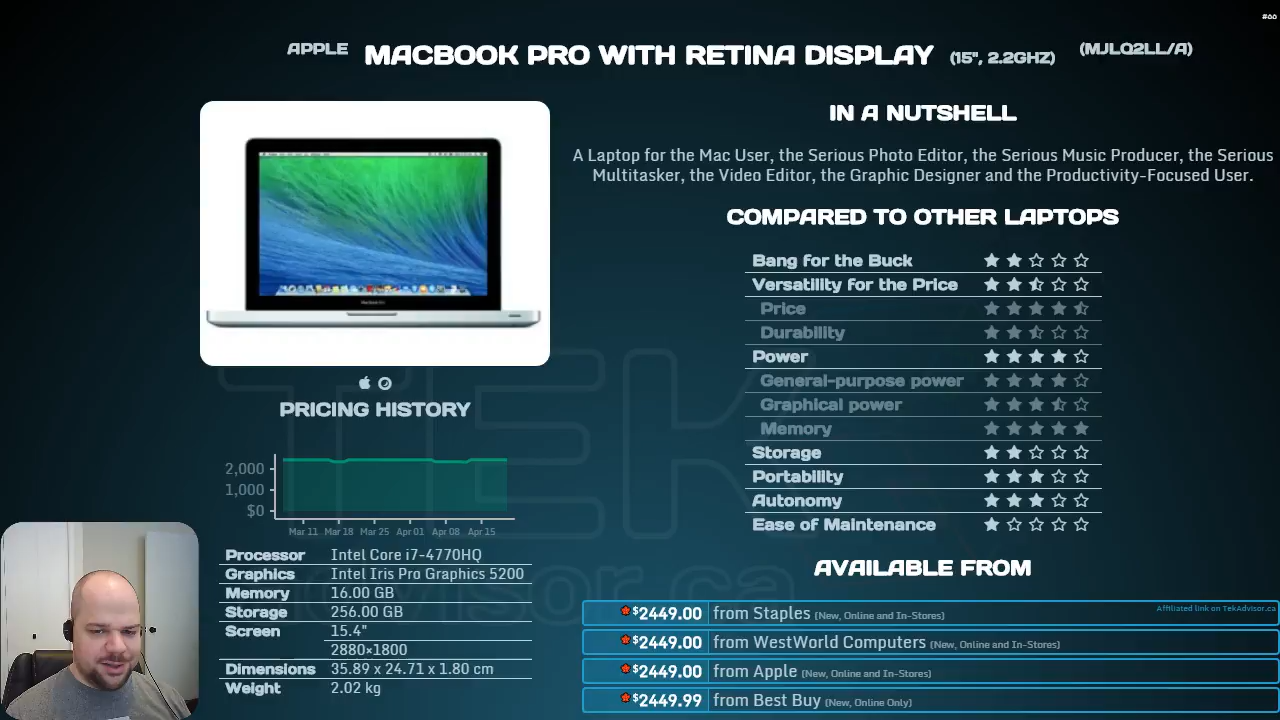 #00
APPLE MACBOOK PRO WITH RETINA DISPLAY (15", 2.2GHZ) (MJLQ2LL/A)
IN A NUTSHELL
A Laptop for the Mac User, the Serious Photo Editor, the Serious Music Producer, the Serious
Multitasker, the Video Editor, the Graphic Designer and the Productivity-Focused User.
COMPARED TO OTHER LAPTOPS
Bang for the Buck
Versatility for the Price
Price
Durability
Power
General-purpose power
Graphical power
Memory
Storage
Portability
Autonomy
Ease of Maintenance
PRICING HISTORY
2,000
1,000
$0
Mar 11 Mar 18 Mar 25 Apr 01 Apr 08 Apr 15
Processor Intel Core i7-4770HQ
Graphics Intel Iris Pro Graphics 5200
Memory 16.00 GB
Storage 256.00 GB
Screen 15.4"
2880×1800
Dimensions 35.89 x 24.71 x 1.80 cm
Weight 2.02 kg
AVAILABLE FROM
$2449.00 from Staples (New, Online and In-Stores) Affiliated link on TekAdvisor.ca
$2449.00 from WestWorld Computers (New, Online and In-Stores)
$2449.00 from Apple (New, Online and In-Stores)
$2449.99 from Best Buy (New, Online Only)